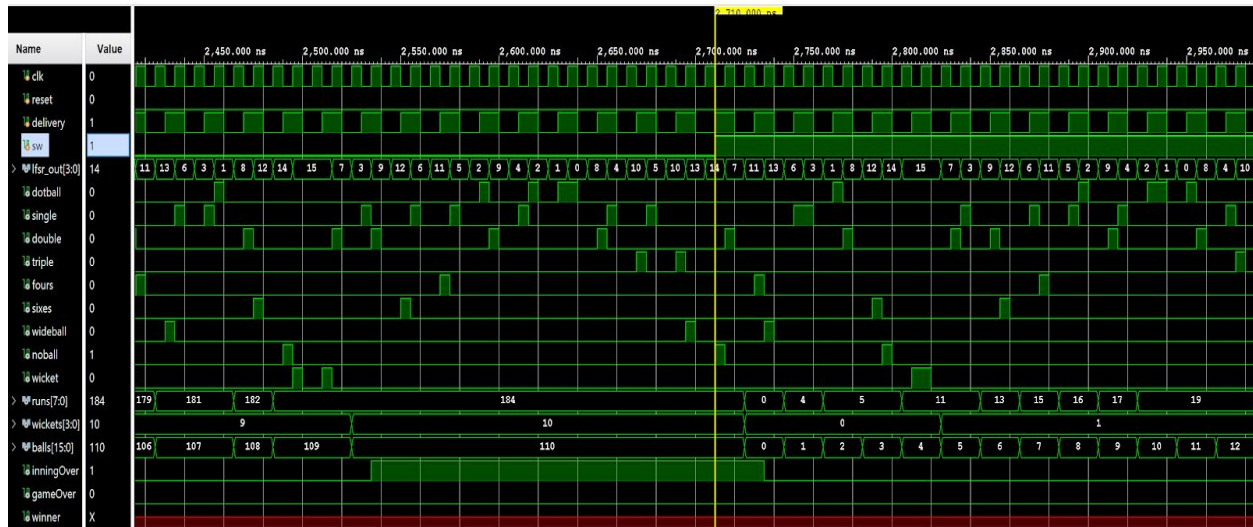 2,710.000 ns
Name Value 2,450.000 ns 2,500.000 ns 2,550.000 ns 2,600.000 ns 2,650.000 ns 2,700.000 ns 2,750.000 ns 2,800.000 ns 2,850.000 ns 2,900.000 ns 2,950.000 ns
clk 0
reset 0
delivery 1
sw 1
lfsr_out[3:0] 14 11 13 6 3 1 8 12 14 15 7 3 9 12 6 11 5 2 9 4 2 1 0 8 4 10 5 10 13 14 7 11 13 6 3 1 8 12 14 15 7 3 9 12 6 11 5 2 9 4 2 1 0 8 4 10
dotball 0
single 0
double 0
triple 0
fours 0
sixes 0
wideball 0
noball 1
wicket 0
runs[7:0] 184 179 181 182 184 0 4 5 11 13 15 16 17 19
wickets[3:0] 10 9 10 0 1
balls[15:0] 110 106 107 108 109 110 0 1 2 3 4 5 6 7 8 9 10 11 12
inningOver 1
gameOver 0
winner X